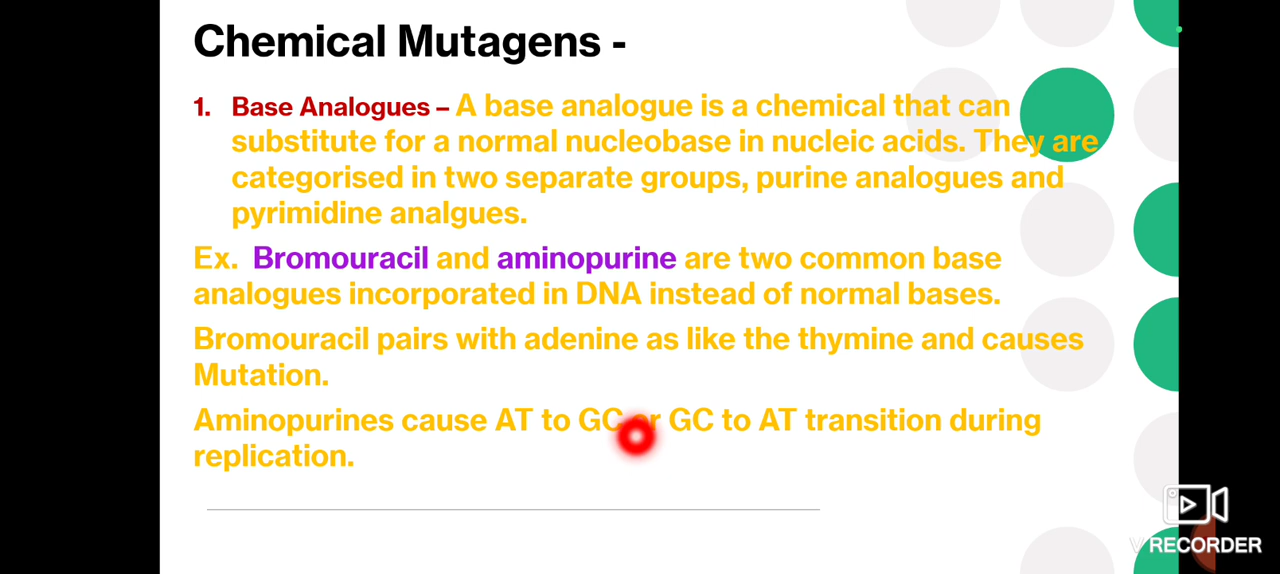 Chemical Mutagens -
1. Base Analogues – A base analogue is a chemical that can
substitute for a normal nucleobase in nucleic acids. They are
categorised in two separate groups, purine analogues and
pyrimidine analgues.
Ex. Bromouracil and aminopurine are two common base
analogues incorporated in DNA instead of normal bases.
Bromouracil pairs with adenine as like the thymine and causes
Mutation.
Aminopurines cause AT to GC or GC to AT transition during
replication.
V RECORDER